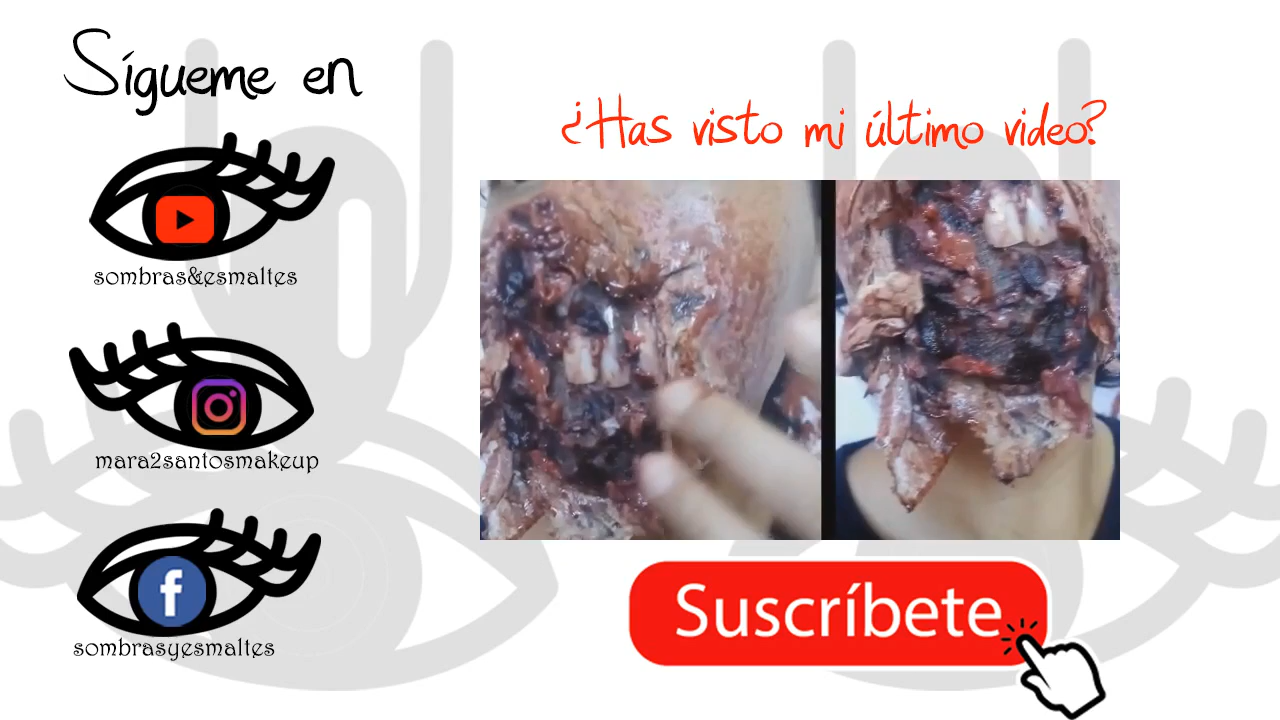 Sígueme en
¿Has visto mi último video?
sombras&esmaltes
mara2santosmakeup
sombrasyesmaltes
Suscríbete